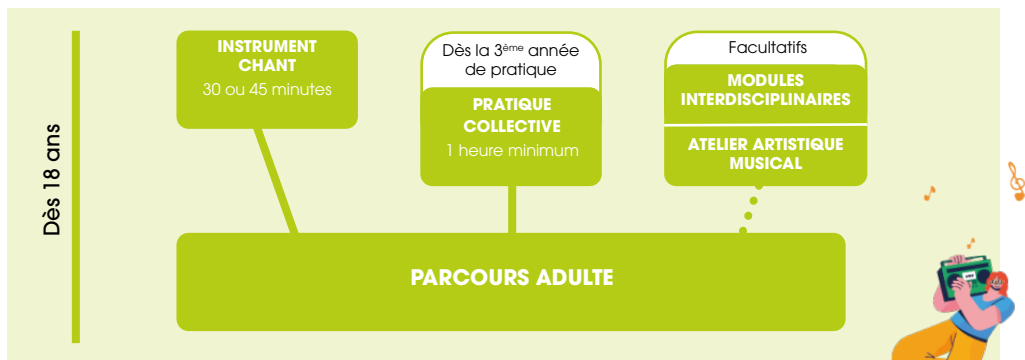 Dès 18 ans
INSTRUMENT
CHANT
30 ou 45 minutes
Dès la 3ème année
de pratique
PRATIQUE
COLLECTIVE
1 heure minimum
Facultatifs
MODULES
INTERDISCIPLINAIRES
ATELIER ARTISTIQUE
MUSICAL
PARCOURS ADULTE